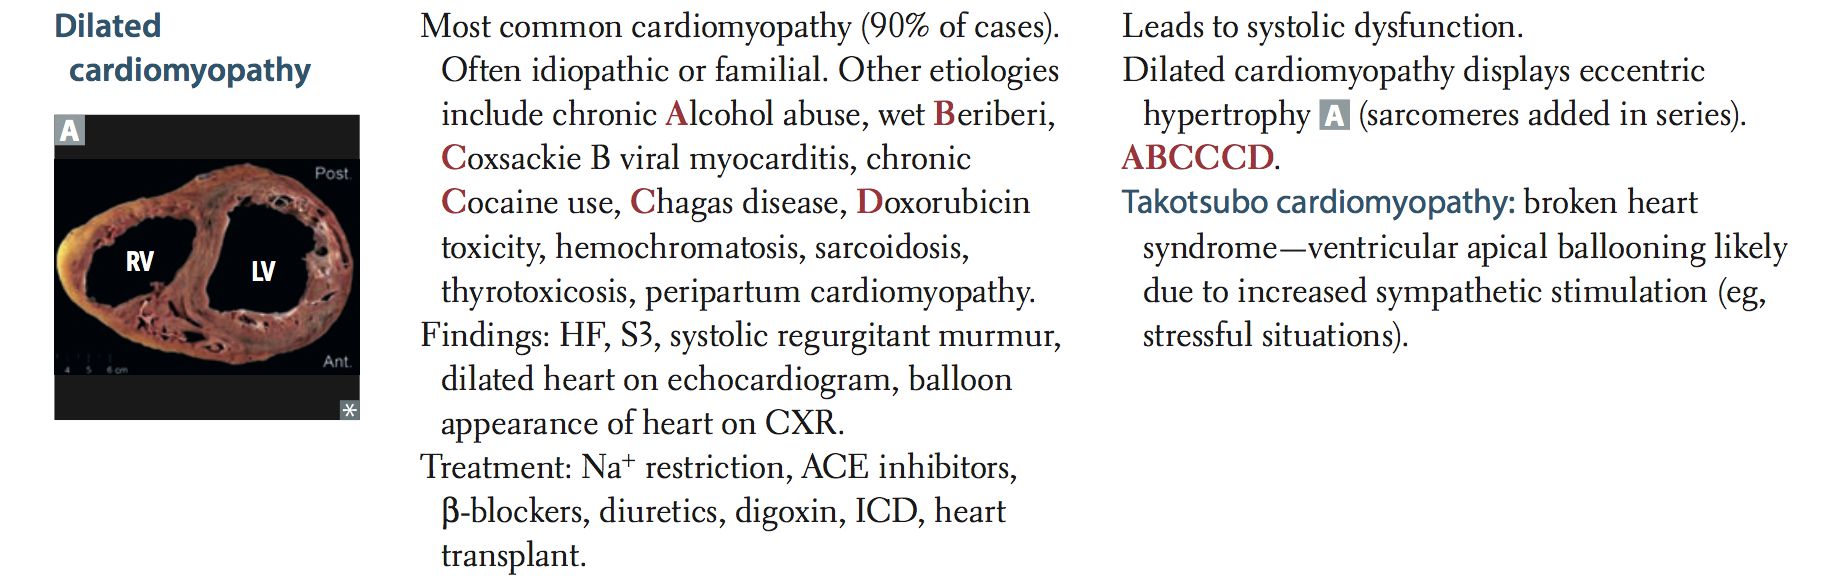 Dilated
cardiomyopathy
A
Post.
RV
LV
Ant.
4 5 6 cm
*
Most common cardiomyopathy (90% of cases).
Often idiopathic or familial. Other etiologies
include chronic Alcohol abuse, wet Beriberi,
Coxsackie B viral myocarditis, chronic
Cocaine use, Chagas disease, Doxorubicin
toxicity, hemochromatosis, sarcoidosis,
thyrotoxicosis, peripartum cardiomyopathy.
Findings: HF, S3, systolic regurgitant murmur,
dilated heart on echocardiogram, balloon
appearance of heart on CXR.
Treatment: Na⁺ restriction, ACE inhibitors,
β-blockers, diuretics, digoxin, ICD, heart
transplant.
Leads to systolic dysfunction.
Dilated cardiomyopathy displays eccentric
hypertrophy A (sarcomeres added in series).
ABCCCD.
Takotsubo cardiomyopathy: broken heart
syndrome—ventricular apical ballooning likely
due to increased sympathetic stimulation (eg,
stressful situations).